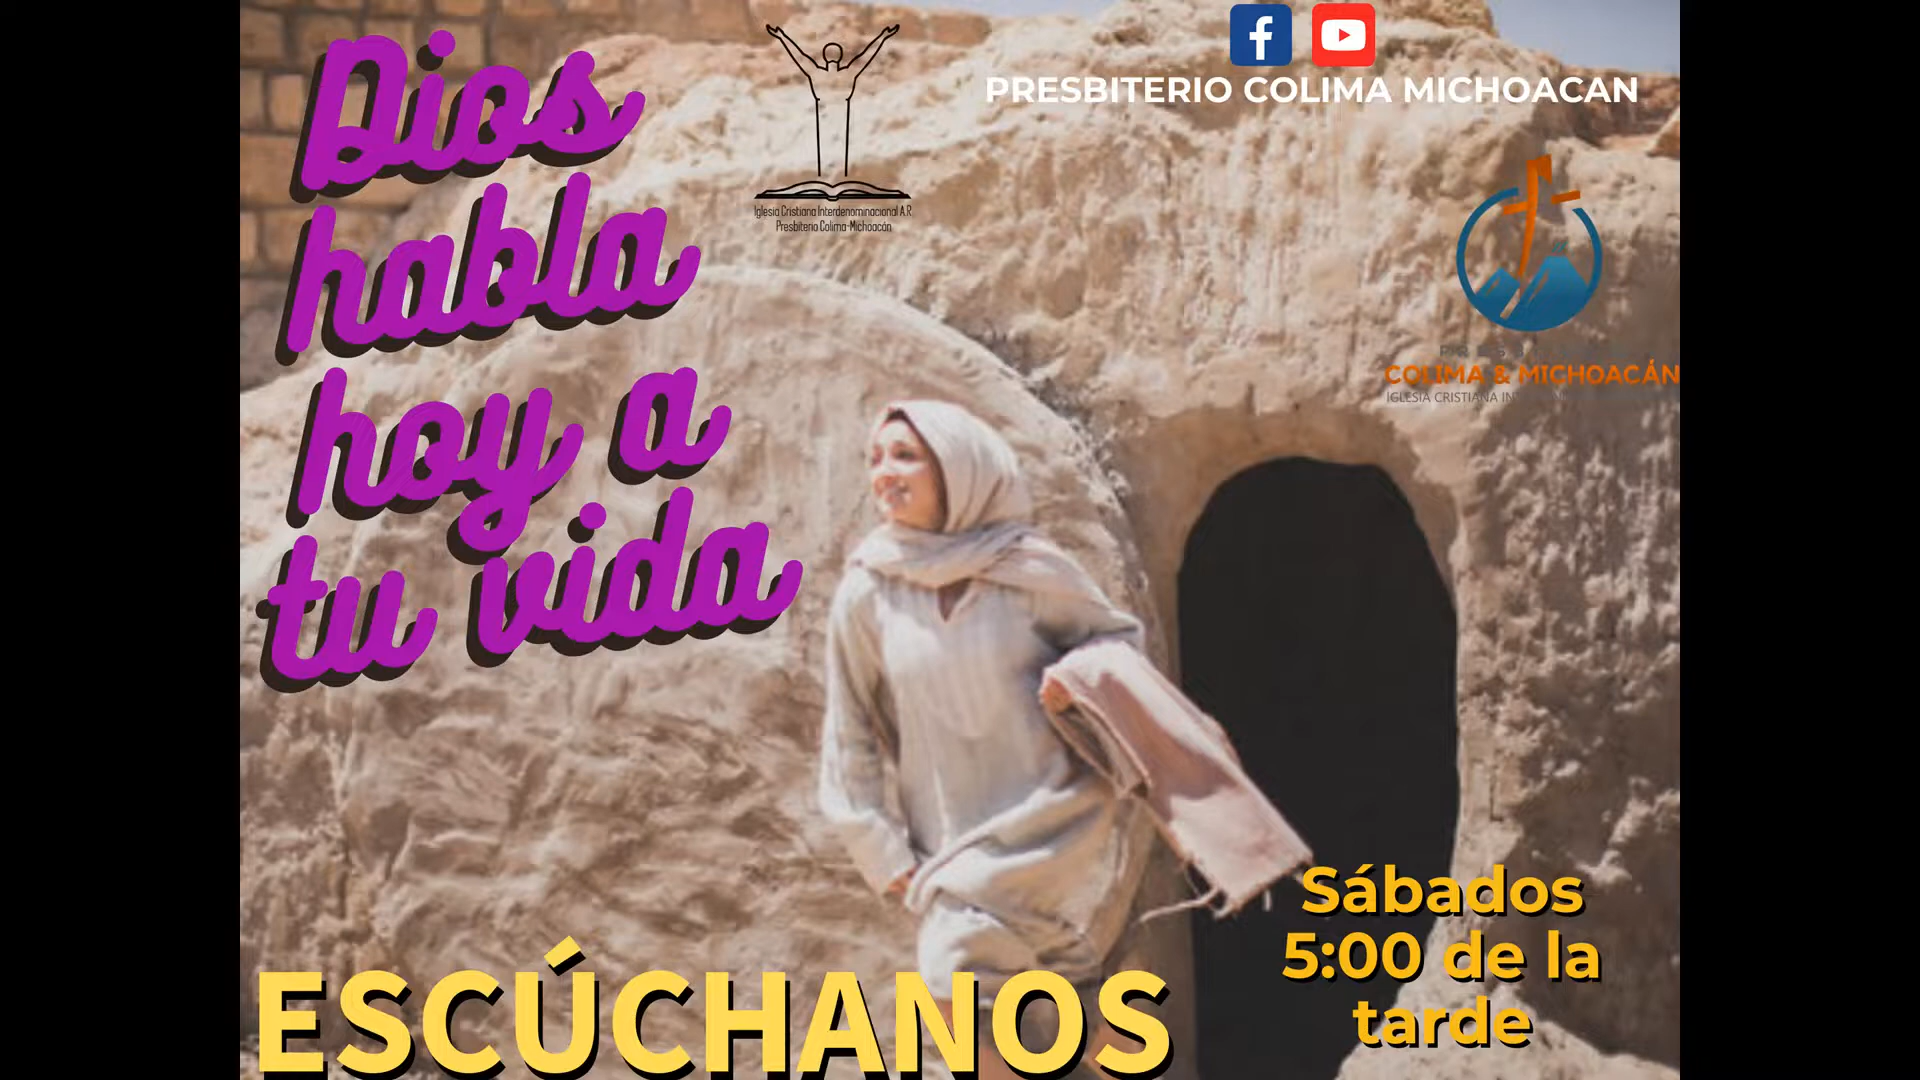 Dios
habla
hoy a
tu vida
Iglesia Cristiana Interdenominacional A.R.
Presbiterio Colima-Michoacán
PRESBITERIO COLIMA MICHOACAN
COLIMA & MICHOACÁN
IGLESIA CRISTIANA
Sábados
5:00 de la
tarde
ESCÚCHANOS